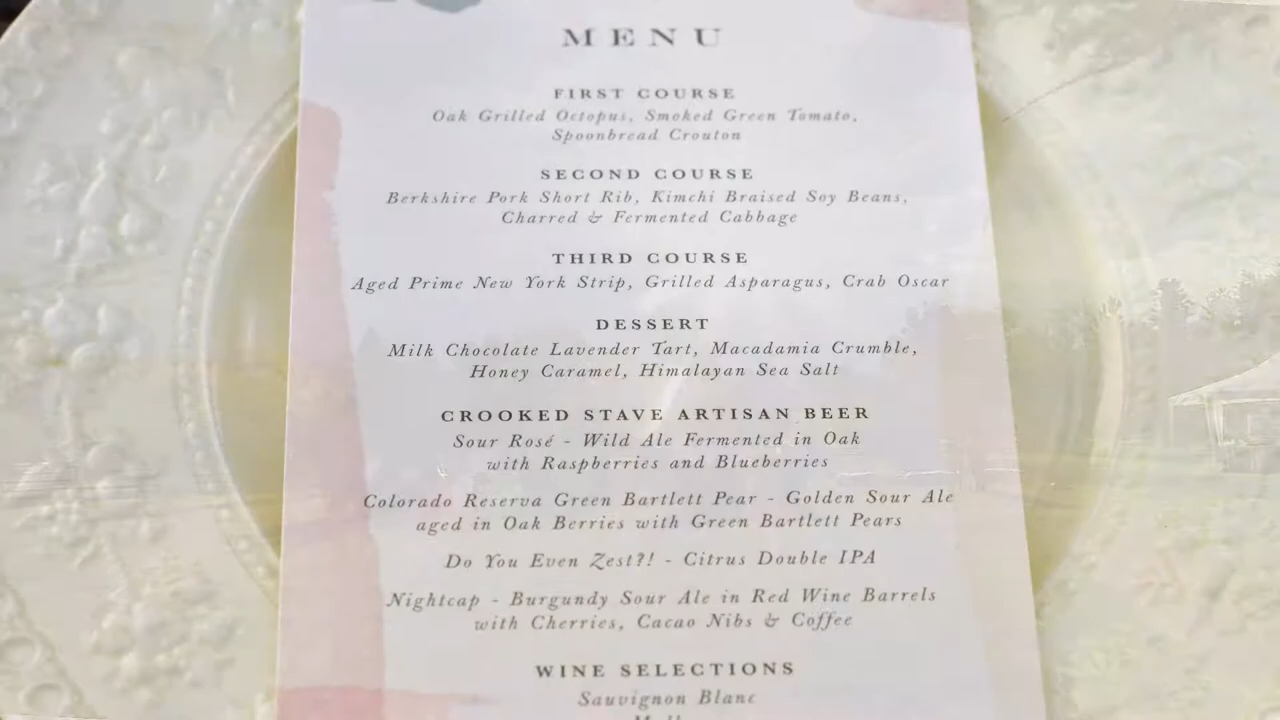 MENU
FIRST COURSE
Oak Grilled Octopus, Smoked Green Tomato,
Spoonbread Crouton
SECOND COURSE
Berkshire Pork Short Rib, Kimchi Braised Soy Beans,
Charred & Fermented Cabbage
THIRD COURSE
Aged Prime New York Strip, Grilled Asparagus, Crab Oscar
DESSERT
Milk Chocolate Lavender Tart, Macadamia Crumble,
Honey Caramel, Himalayan Sea Salt
CROOKED STAVE ARTISAN BEER
Sour Rosé - Wild Ale Fermented in Oak
with Raspberries and Blueberries
Colorado Reserva Green Bartlett Pear - Golden Sour Ale
aged in Oak Berries with Green Bartlett Pears
Do You Even Zest?! - Citrus Double IPA
Nightcap - Burgundy Sour Ale in Red Wine Barrels
with Cherries, Cacao Nibs & Coffee
WINE SELECTIONS
Sauvignon Blanc